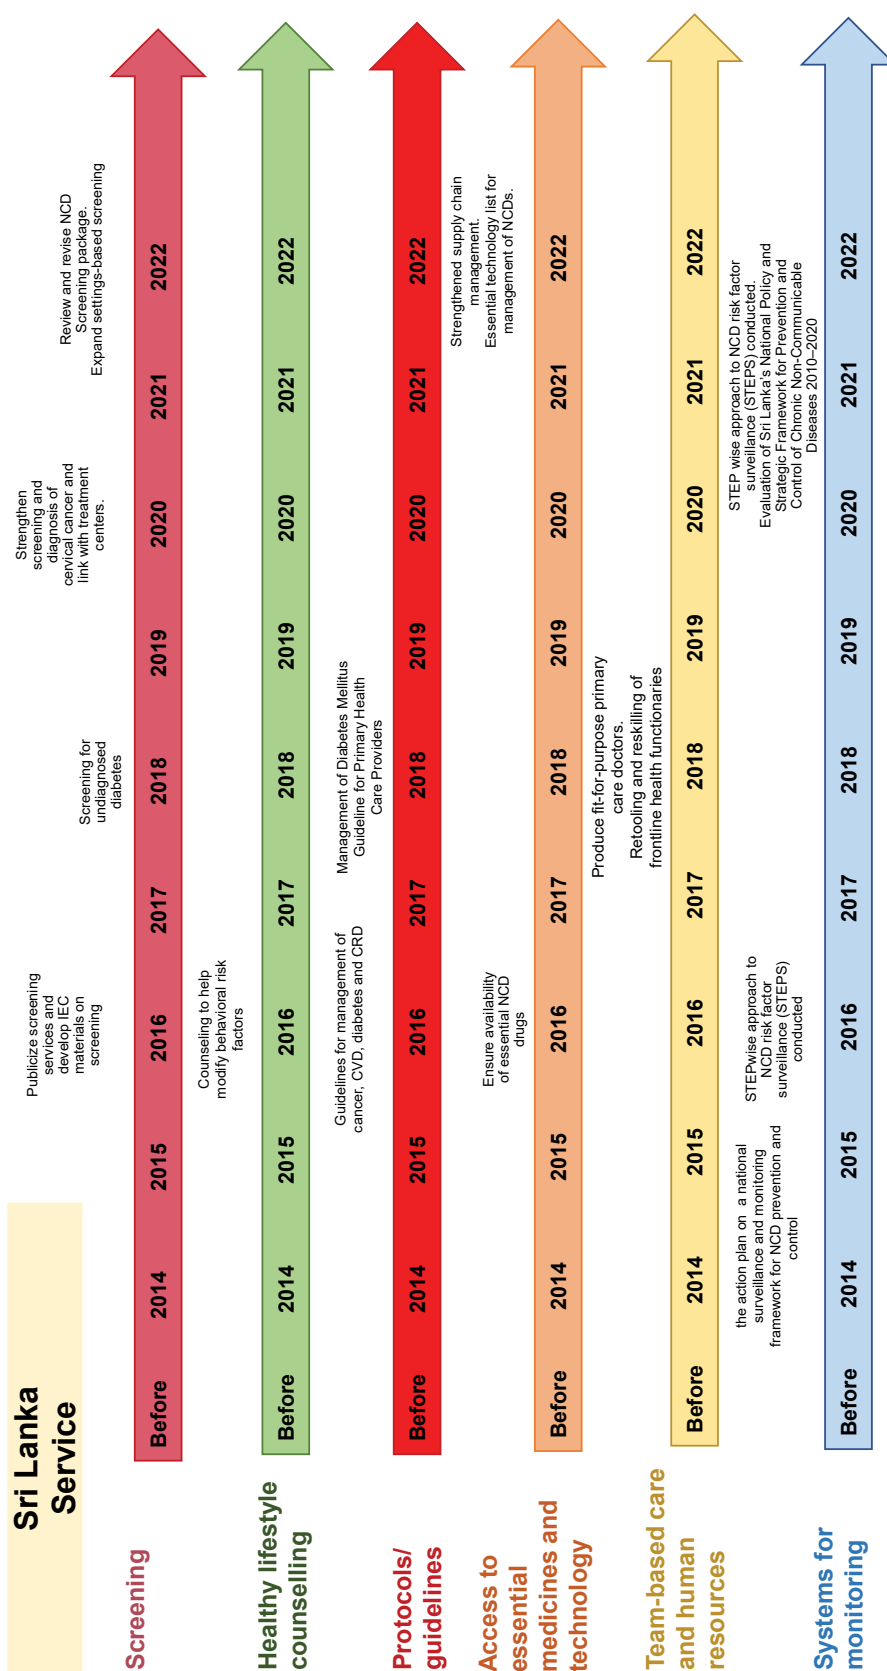 Sri Lanka
Service
Screening
Publicize screening
services and
develop IEC
materials on
screening
Screening for
undiagnosed
diabetes
Strengthen
screening and
diagnosis of
cervical cancer and
link with treatment
centers.
Review and revise NCD
Screening package.
Expand settings-based screening
Before 2014 2015 2016 2017 2018 2019 2020 2021 2022
Healthy lifestyle
counselling
Counseling to help
modify behavioral risk
factors
Before 2014 2015 2016 2017 2018 2019 2020 2021 2022
Protocols/
guidelines
Guidelines for management of
cancer, CVD, diabetes and CRD
Management of Diabetes Mellitus
Guideline for Primary Health
Care Providers
Before 2014 2015 2016 2017 2018 2019 2020 2021 2022
Access to
essential
medicines and
technology
Ensure availability
of essential NCD
drugs
Strengthened supply chain
management.
Essential technology list for
management of NCDs.
Before 2014 2015 2016 2017 2018 2019 2020 2021 2022
Team-based care
and human
resources
Produce fit-for-purpose primary
care doctors.
Retooling and reskilling of
frontline health functionaries
Before 2014 2015 2016 2017 2018 2019 2020 2021 2022
Systems for
monitoring
the action plan on a national
surveillance and monitoring
framework for NCD prevention and
control
STEPwise approach to
NCD risk factor
surveillance (STEPS)
conducted
STEP wise approach to NCD risk factor
surveillance (STEPS) conducted.
Evaluation of Sri Lanka's National Policy and
Strategic Framework for Prevention and
Control of Chronic Non-Communicable
Diseases 2010–2020
Before 2014 2015 2016 2017 2018 2019 2020 2021 2022